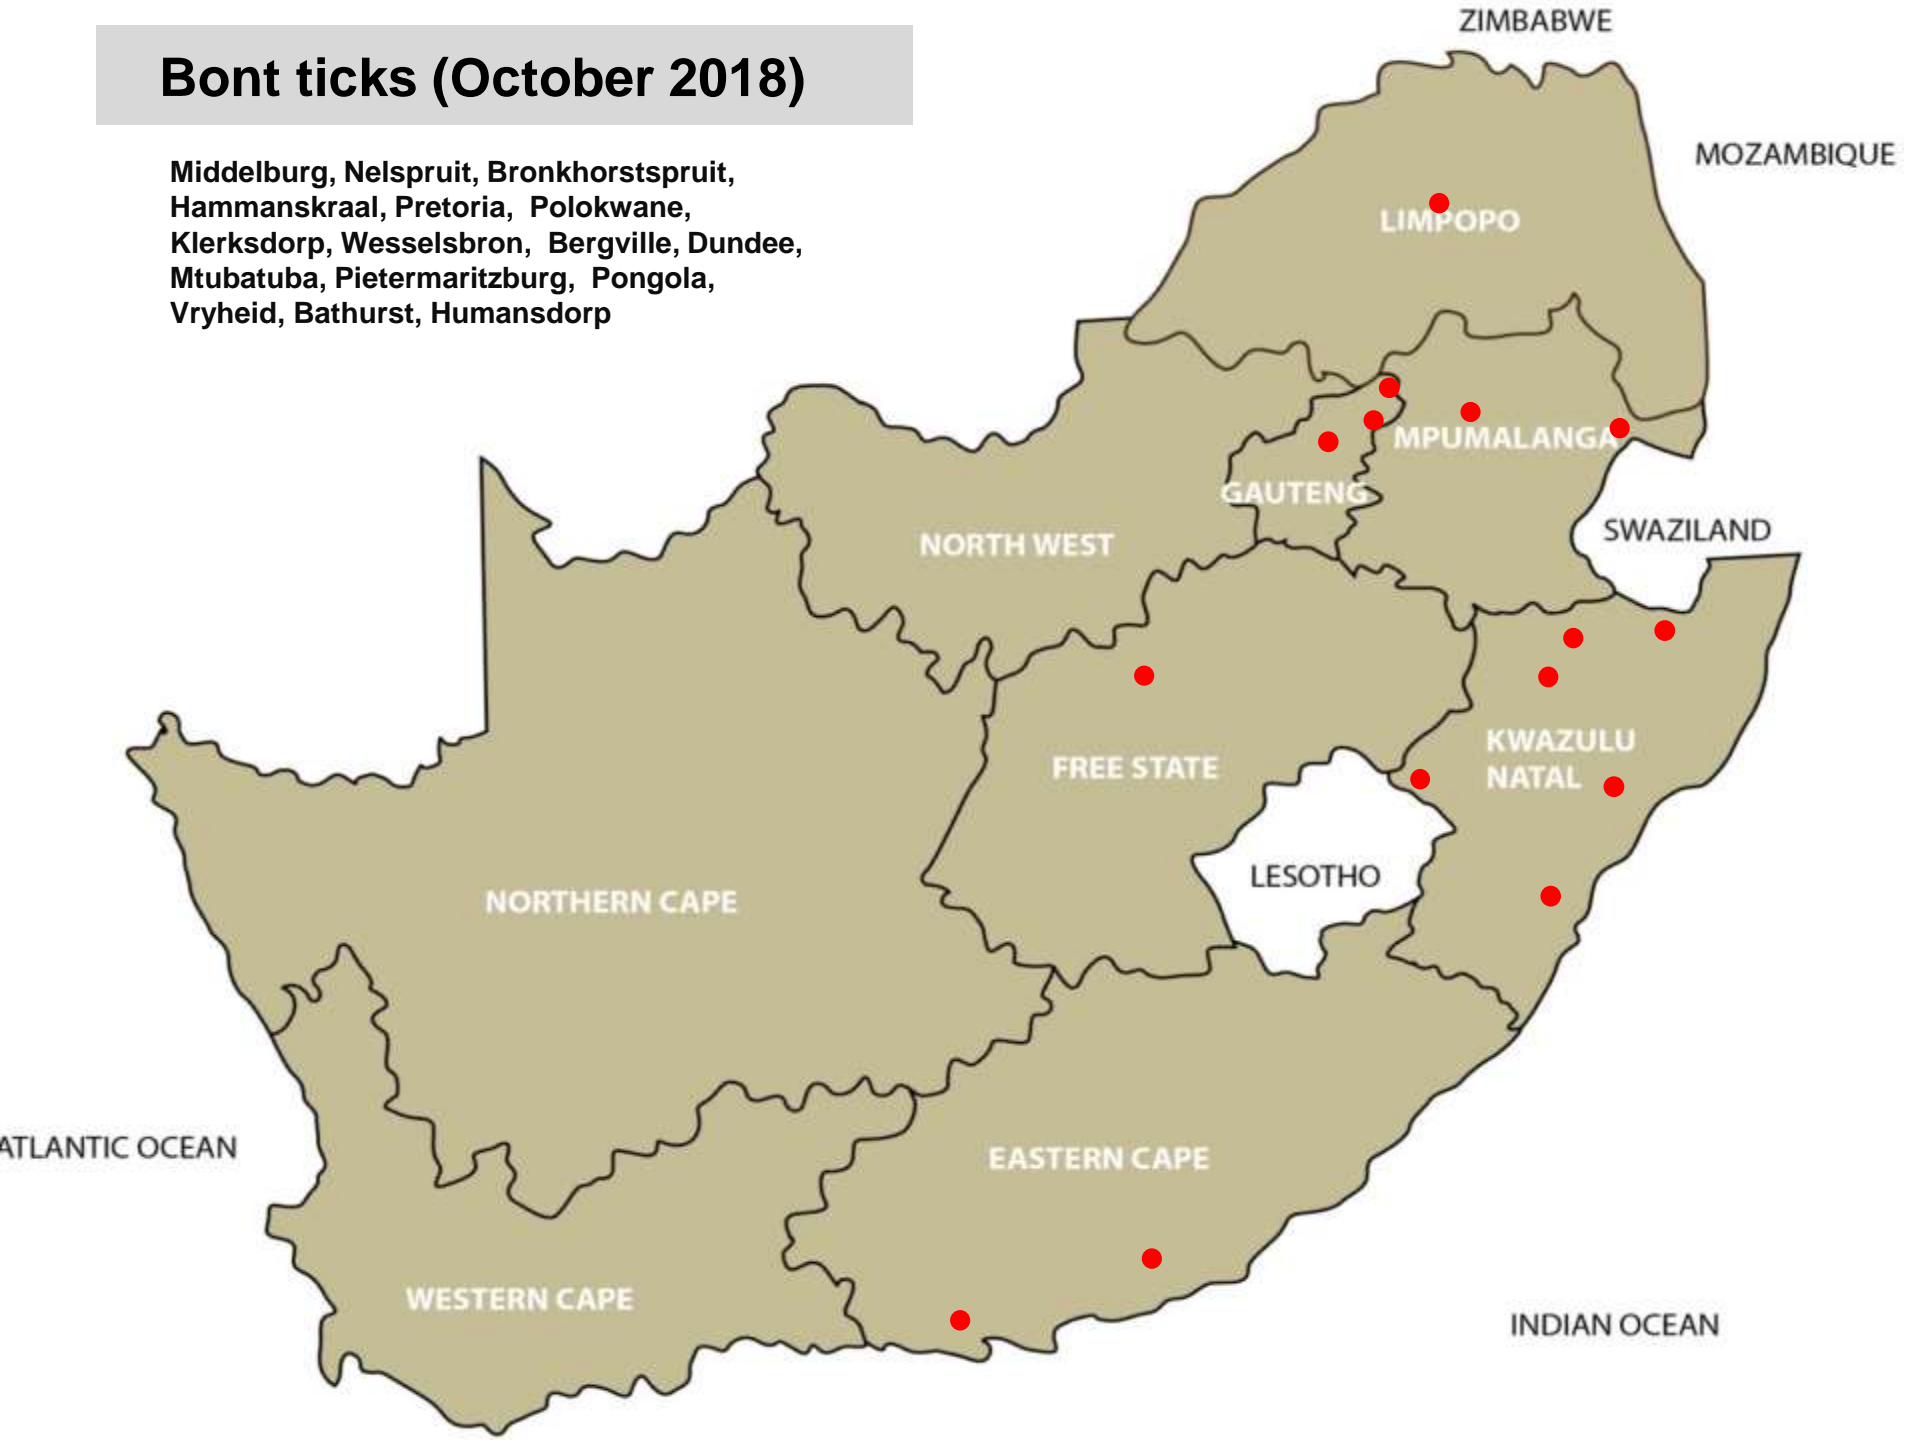 Bont ticks (October 2018)
Middelburg, Nelspruit, Bronkhorstspruit,
Hammanskraal, Pretoria, Polokwane,
Klerksdorp, Wesselsbron, Bergville, Dundee,
Mtubatuba, Pietermaritzburg, Pongola,
Vryheid, Bathurst, Humansdorp
ZIMBABWE
MOZAMBIQUE
LIMPOPO
MPUMALANGA
GAUTENG
SWAZILAND
NORTH WEST
KWAZULU
NATAL
FREE STATE
LESOTHO
NORTHERN CAPE
ATLANTIC OCEAN
EASTERN CAPE
WESTERN CAPE
INDIAN OCEAN